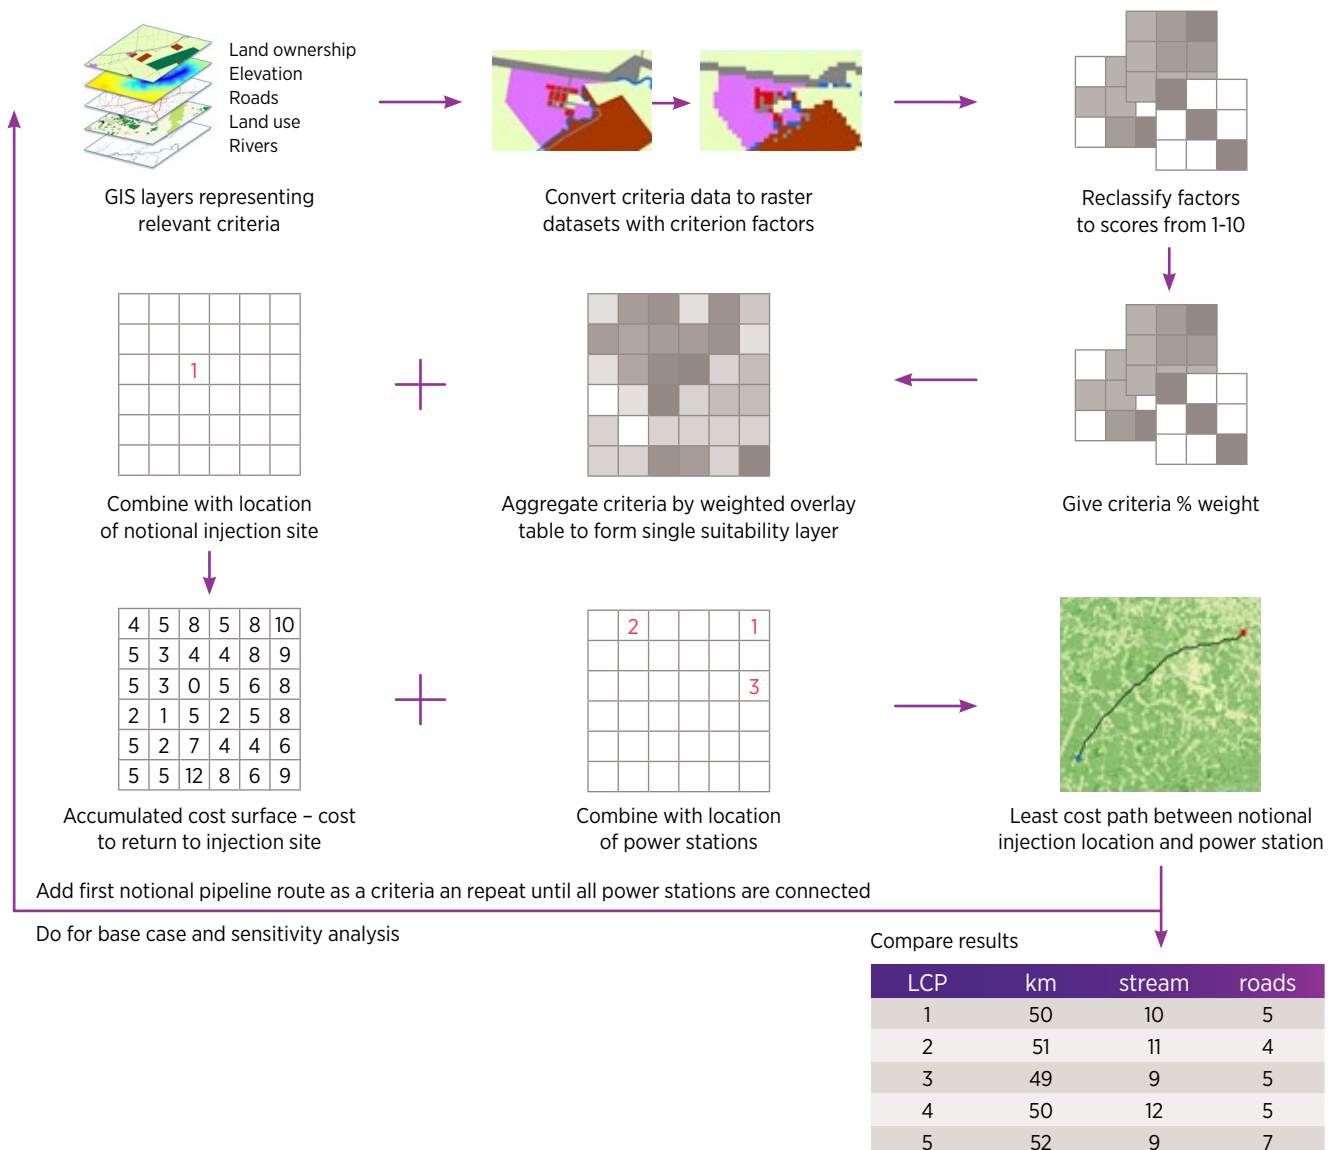 Land ownership
Elevation
Roads
Land use
Rivers
GIS layers representing
relevant criteria
Convert criteria data to raster
datasets with criterion factors
Reclassify factors
to scores from 1-10
1
Combine with location
of notional injection site
Aggregate criteria by weighted overlay
table to form single suitability layer
Give criteria % weight
4 5 8 5 8 10
5 3 4 4 8 9
5 3 0 5 6 8
2 1 5 2 5 8
5 2 7 4 4 6
5 5 12 8 6 9
Accumulated cost surface – cost
to return to injection site
2 1
3
Combine with location
of power stations
Least cost path between notional
injection location and power station
Add first notional pipeline route as a criteria an repeat until all power stations are connected
Do for base case and sensitivity analysis
Compare results
LCP km stream roads
1 50 10 5
2 51 11 4
3 49 9 5
4 50 12 5
5 52 9 7